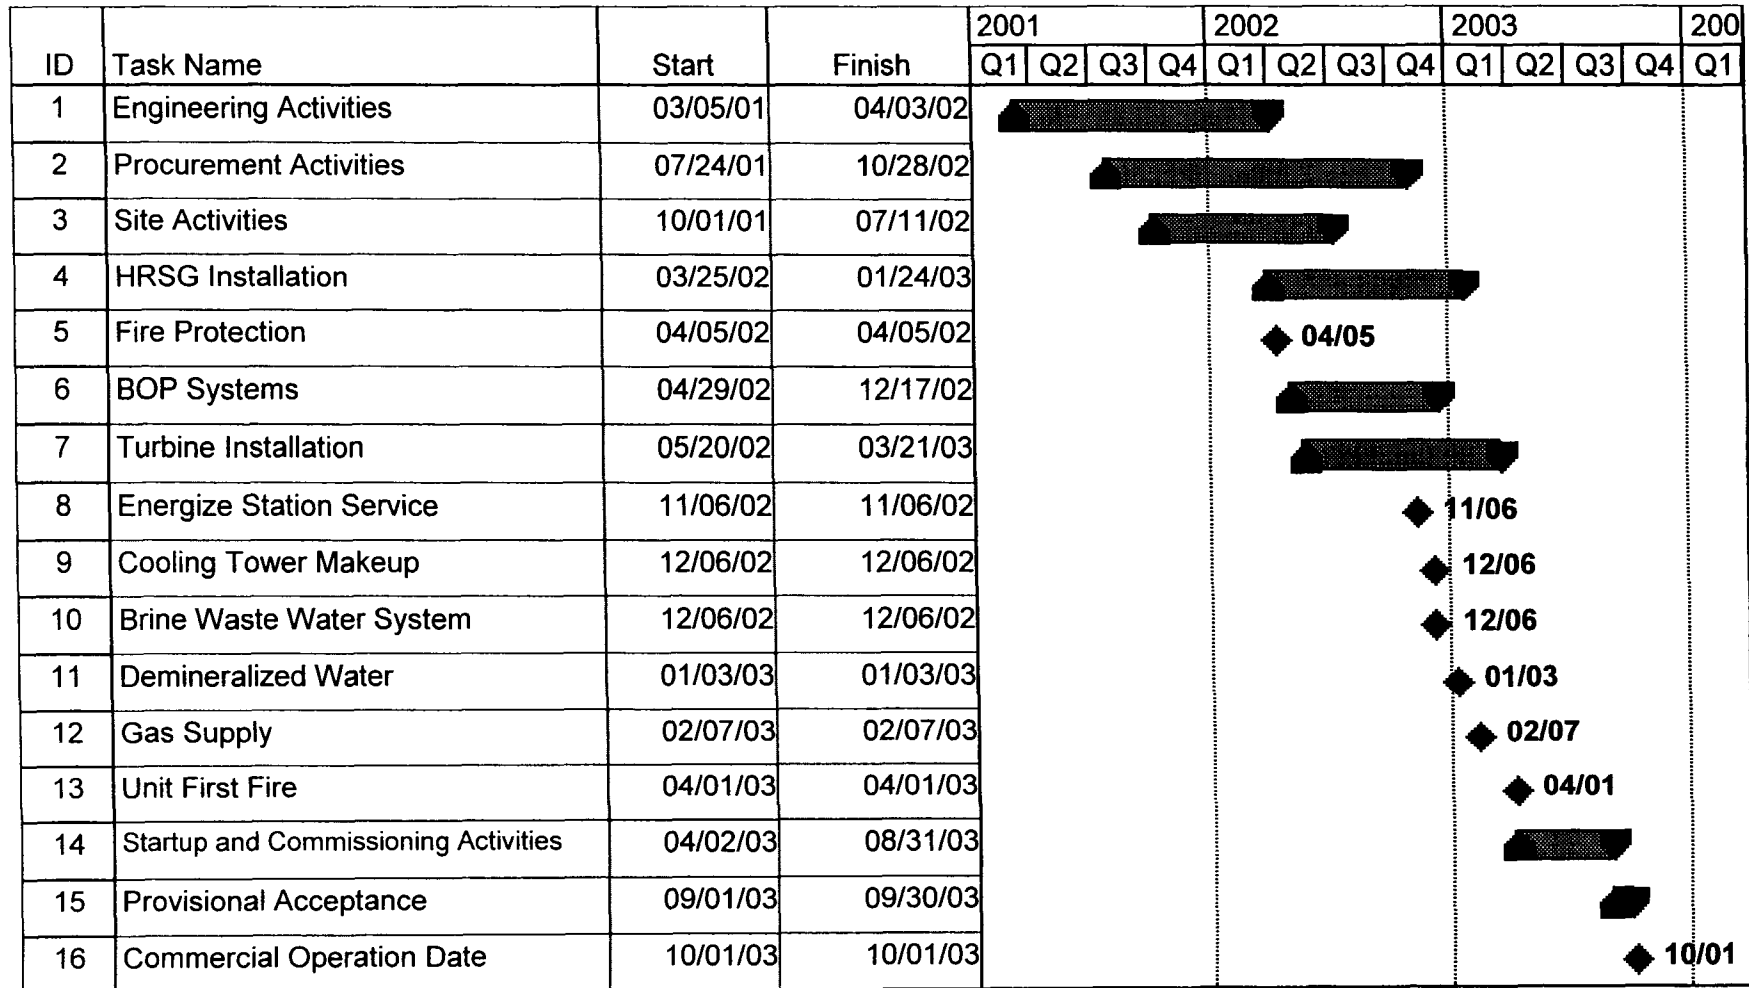 2001 2002 2003 200
ID Task Name Start Finish Q1 Q2 Q3 Q4 Q1 Q2 Q3 Q4 Q1 Q2 Q3 Q4 Q1
1 Engineering Activities 03/05/01 04/03/02
2 Procurement Activities 07/24/01 10/28/02
3 Site Activities 10/01/01 07/11/02
4 HRSG Installation 03/25/02 01/24/03
5 Fire Protection 04/05/02 04/05/02 04/05
6 BOP Systems 04/29/02 12/17/02
7 Turbine Installation 05/20/02 03/21/03
8 Energize Station Service 11/06/02 11/06/02 11/06
9 Cooling Tower Makeup 12/06/02 12/06/02 12/06
10 Brine Waste Water System 12/06/02 12/06/02 12/06
11 Demineralized Water 01/03/03 01/03/03 01/03
12 Gas Supply 02/07/03 02/07/03 02/07
13 Unit First Fire 04/01/03 04/01/03 04/01
14 Startup and Commissioning Activities 04/02/03 08/31/03
15 Provisional Acceptance 09/01/03 09/30/03
16 Commercial Operation Date 10/01/03 10/01/03 10/01